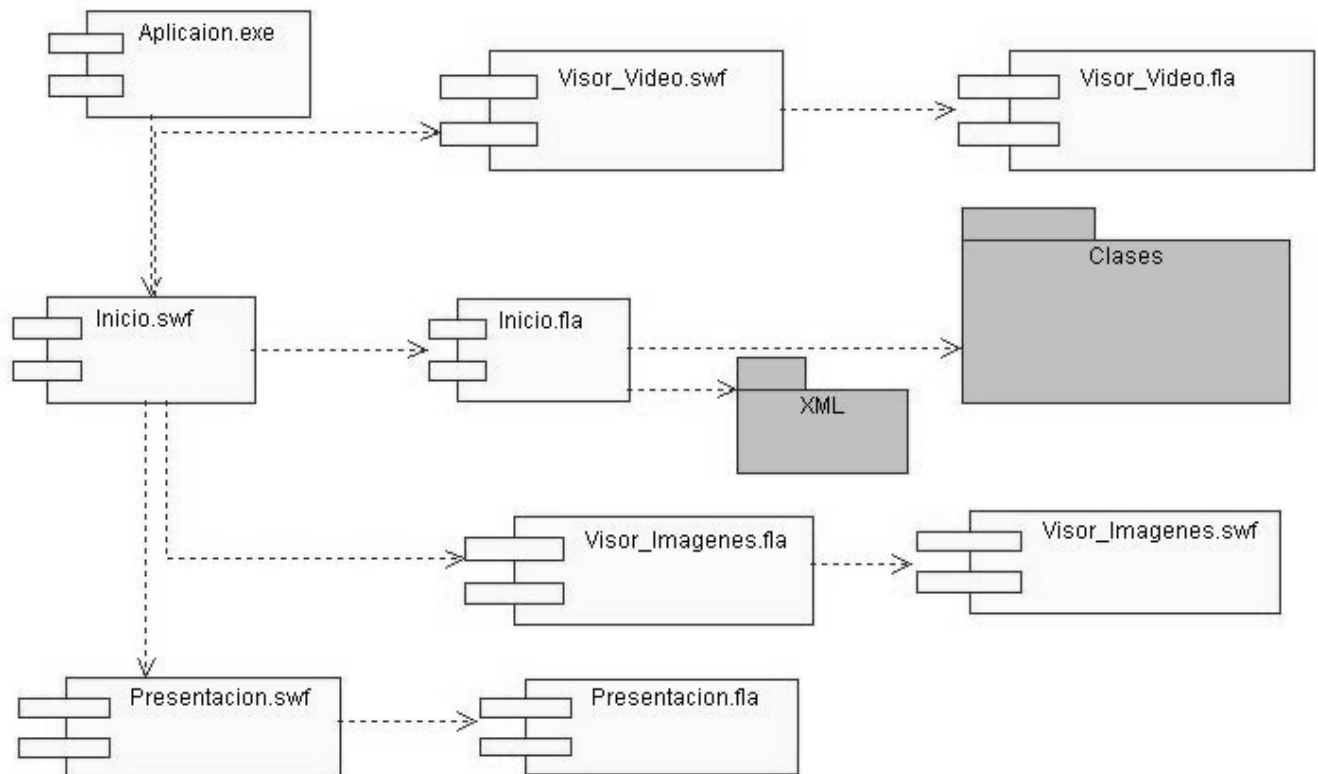 Aplicaion.exe
Visor_Video.swf
Visor_Video.fla
Clases
Inicio.swf
Inicio.fla
XML
Visor_Imagenes.fla
Visor_Imagenes.swf
Presentacion.swf
Presentacion.fla